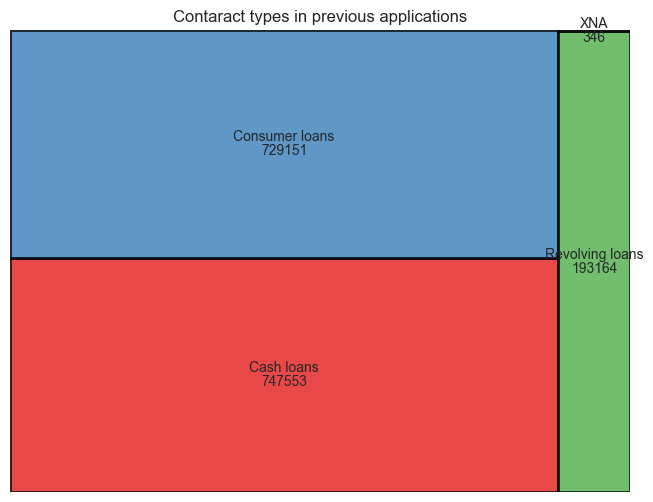 Contaract types in previous applications
XNA
346
Consumer loans
729151
Revolving loans
193164
Cash loans
747553